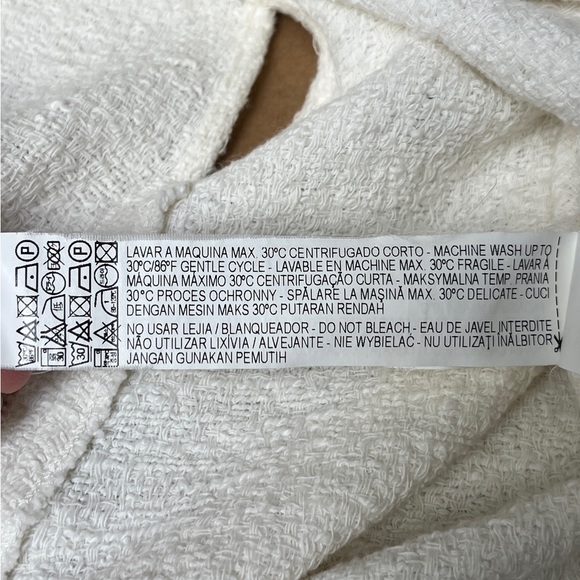 LAVAR A MAQUINA MAX. 30ºC CENTRIFUGADO CORTO - MACHINE WASH UP TO
30ºC/86ºF GENTLE CYCLE - LAVABLE EN MACHINE MAX. 30ºC FRAGILE - LAVAR À
MÁQUINA MÁXIMO 30ºC CENTRIFUGAÇÃO CURTA - MAKSYMALNA TEMP. PRANIA
30ºC PROCES OCHRONNY - SPĂLARE LA MAŞINĂ MAX. 30ºC DELICATE - CUCI
DENGAN MESIN MAKS 30ºC PUTARAN RENDAH
NO USAR LEJIA / BLANQUEADOR - DO NOT BLEACH - EAU DE JAVEL INTERDITE
NÃO UTILIZAR LIXÍVIA / ALVEJANTE - NIE WYBIELAĆ - NU UTILIZAŢI ÎNĂLBITOR
JANGAN GUNAKAN PEMUTIH